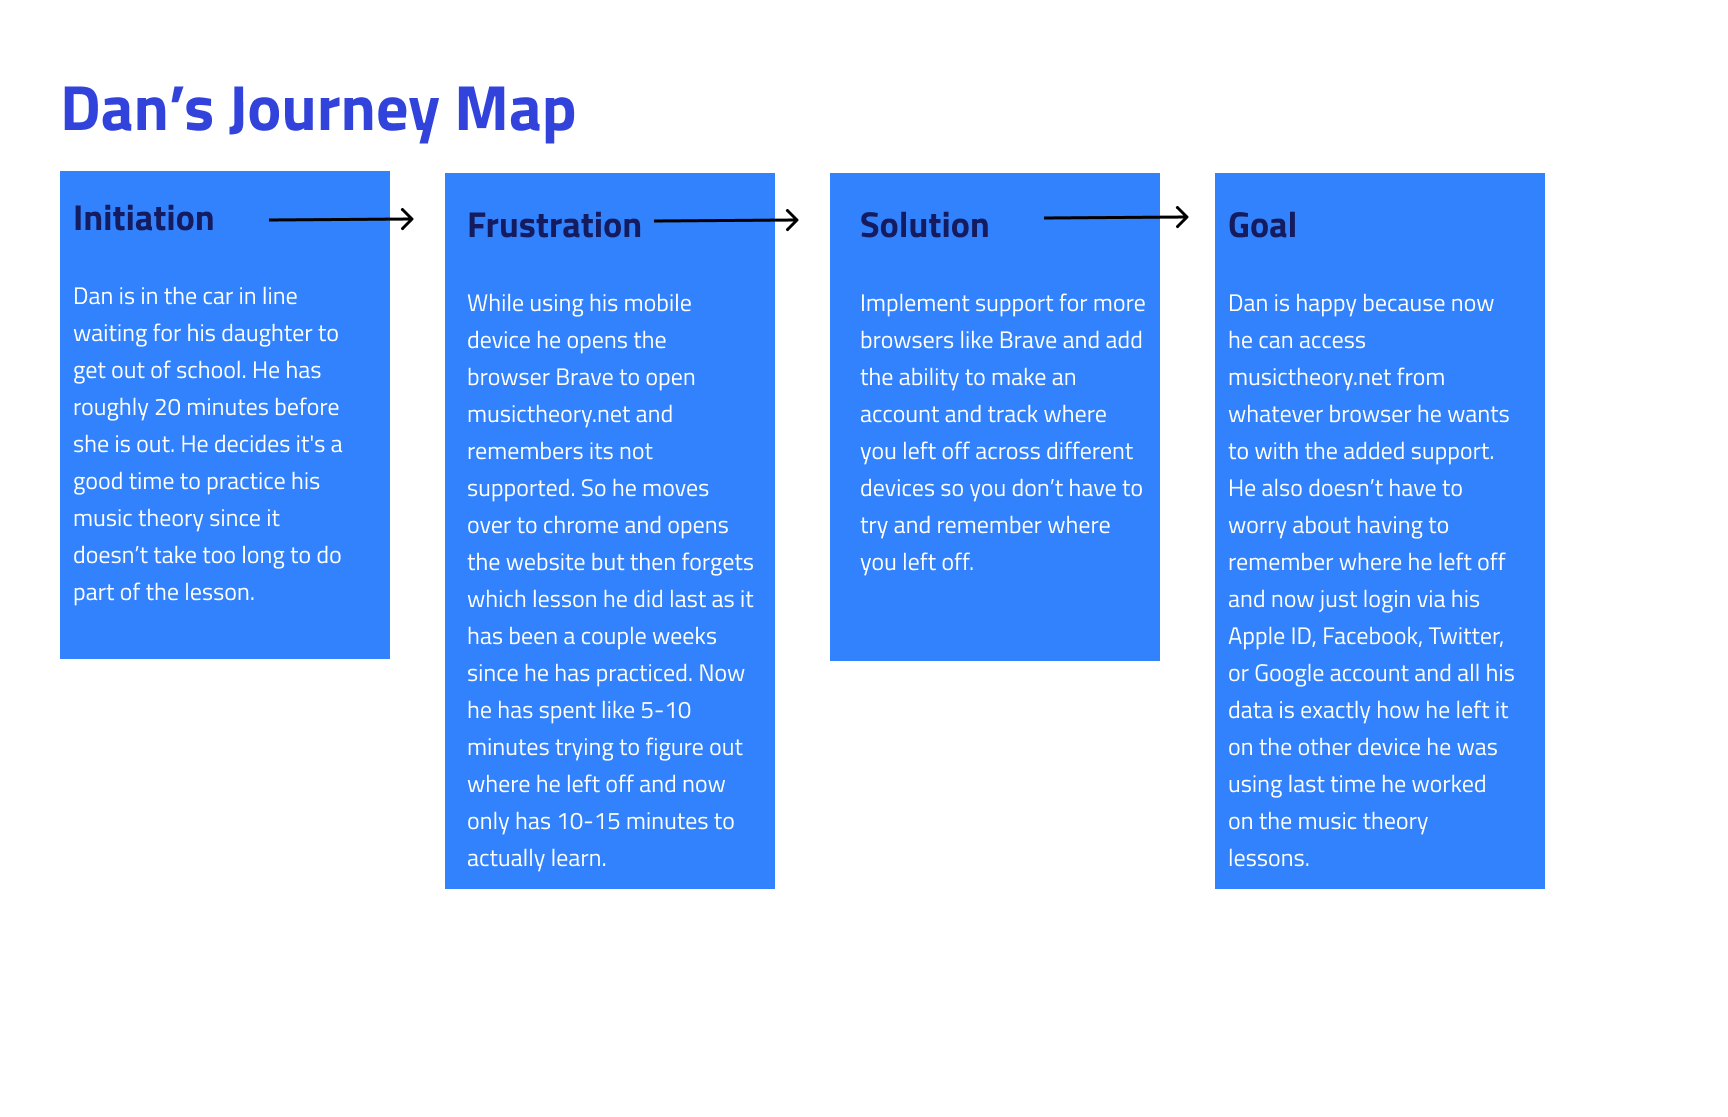 Dan’s Journey Map
Initiation
Dan is in the car in line
waiting for his daughter to
get out of school. He has
roughly 20 minutes before
she is out. He decides it's a
good time to practice his
music theory since it
doesn’t take too long to do
part of the lesson.
Frustration
While using his mobile
device he opens the
browser Brave to open
musictheory.net and
remembers its not
supported. So he moves
over to chrome and opens
the website but then forgets
which lesson he did last as it
has been a couple weeks
since he has practiced. Now
he has spent like 5-10
minutes trying to figure out
where he left off and now
only has 10-15 minutes to
actually learn.
Solution
Implement support for more
browsers like Brave and add
the ability to make an
account and track where
you left off across different
devices so you don’t have to
try and remember where
you left off.
Goal
Dan is happy because now
he can access
musictheory.net from
whatever browser he wants
to with the added support.
He also doesn’t have to
worry about having to
remember where he left off
and now just login via his
Apple ID, Facebook, Twitter,
or Google account and all his
data is exactly how he left it
on the other device he was
using last time he worked
on the music theory
lessons.